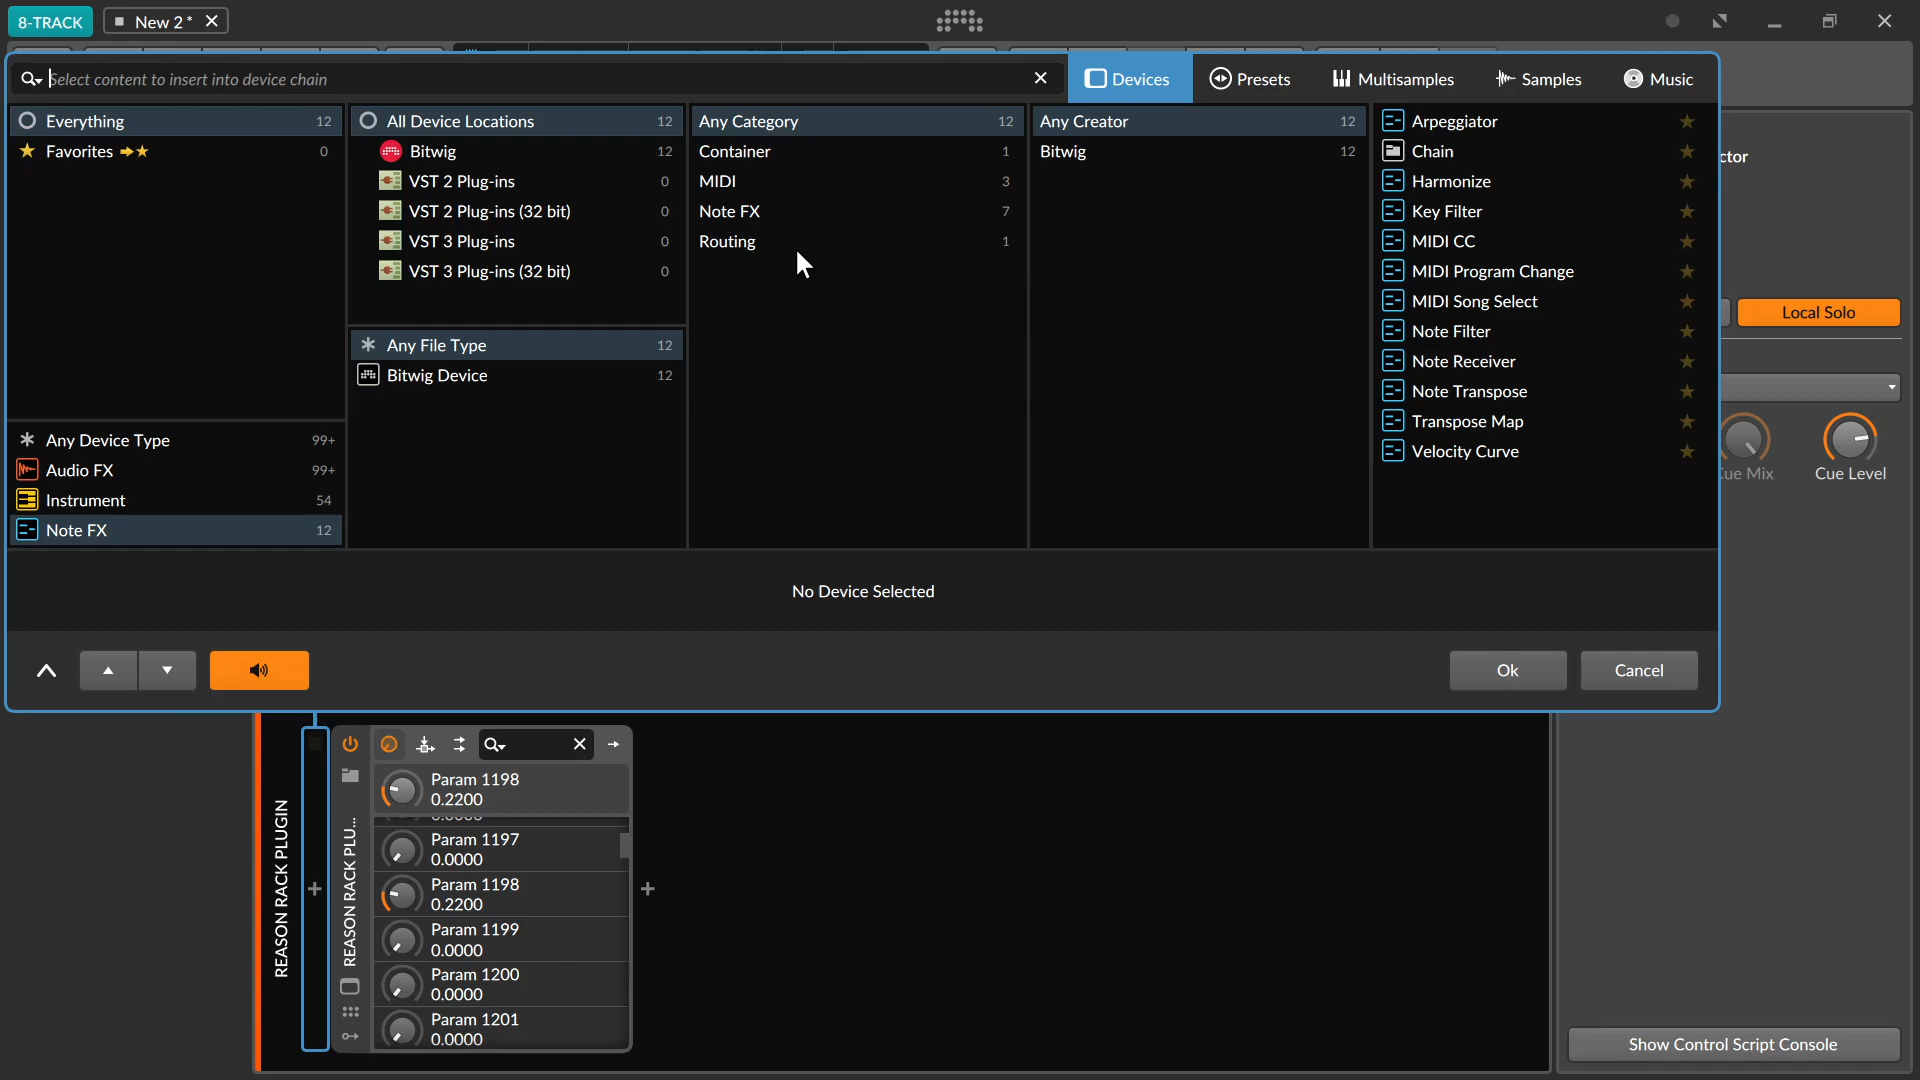 8-TRACK
New 2 *
Select content to insert into device chain
Devices
Presets
Multisamples
Samples
Music
Everything 12
Favorites 0
Any Device Type 99+
Audio FX 99+
Instrument 54
Note FX 12
All Device Locations 12
Bitwig 12
VST 2 Plug-ins 0
VST 2 Plug-ins (32 bit) 0
VST 3 Plug-ins 0
VST 3 Plug-ins (32 bit) 0
Any File Type 12
Bitwig Device 12
Any Category 12
Container 1
MIDI 3
Note FX 7
Routing 1
Any Creator 12
Bitwig 12
Arpeggiator
Chain
Harmonize
Key Filter
MIDI CC
MIDI Program Change
MIDI Song Select
Note Filter
Note Receiver
Note Transpose
Transpose Map
Velocity Curve
No Device Selected
Ok
Cancel
ctor
Local Solo
ue Mix
Cue Level
Show Control Script Console
REASON RACK PLUGIN
REASON RACK PLU...
Param 1198
0.2200
Param 1197
0.0000
Param 1198
0.2200
Param 1199
0.0000
Param 1200
0.0000
Param 1201
0.0000